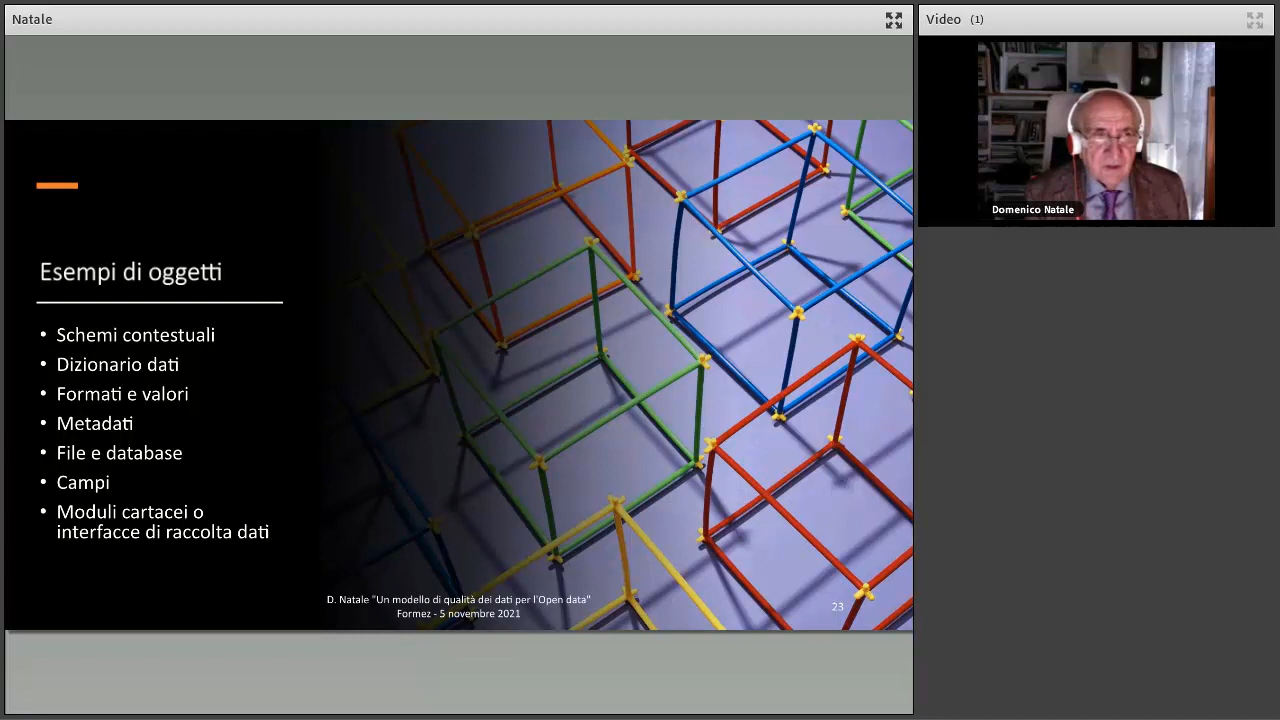 Natale
Video (1)
Domenico Natale
Esempi di oggetti
• Schemi contestuali
• Dizionario dati
• Formati e valori
• Metadati
• File e database
• Campi
• Moduli cartacei o
interfacce di raccolta dati
D. Natale "Un modello di qualità dei dati per l'Open data"
Formez - 5 novembre 2021
23